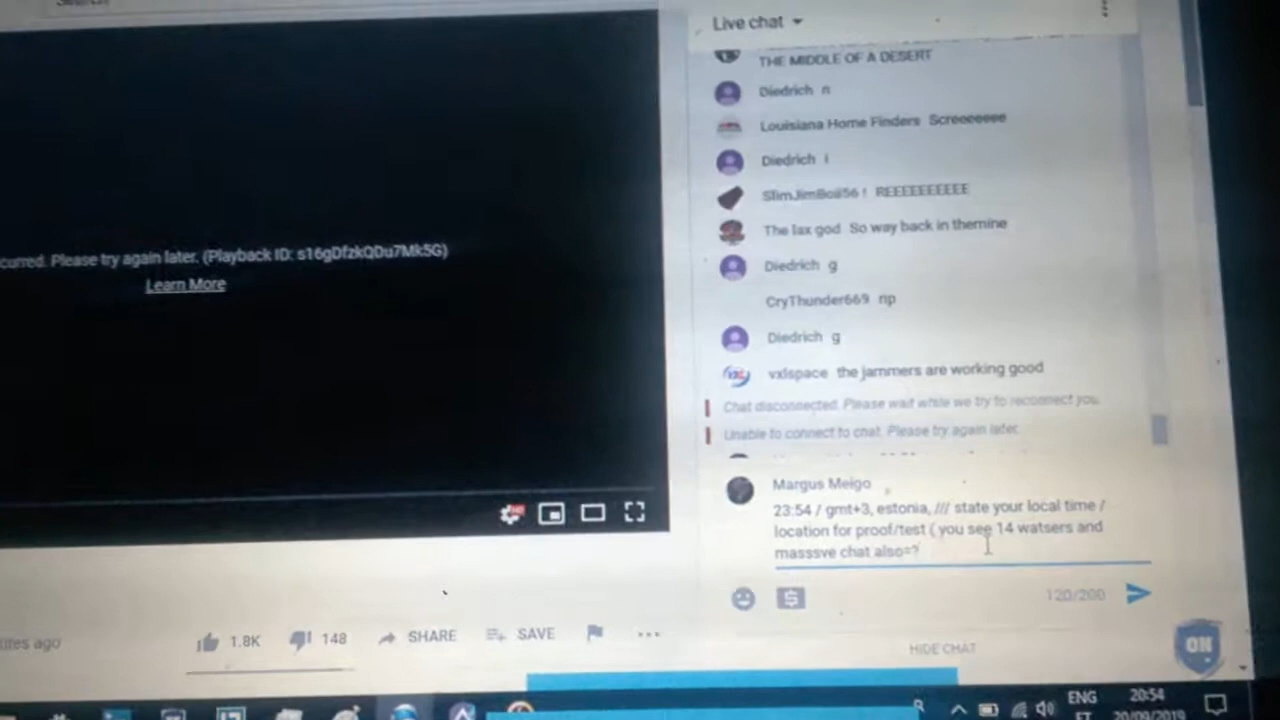 Live chat
THE MIDDLE OF A DESERT
Diedrich n
Louisiana Home Finders Screeeeeee
Diedrich i
SlimJimBoii56 ! REEEEEEEEEE
The lax god So way back in themine
Diedrich g
CryThunder669 np
Diedrich g
vxlspace the jammers are working good
Chat disconnected. Please wait while we try to reconnect you.
Unable to connect to chat. Please try again later.
curred. Please try again later. (Playback ID: s16gDfzkQDu7Mk5G)
Learn More
Margus Meigo
23:54 / gmt+3, estonia, /// state your local time /
location for proof/test ( you see 14 watsers and
masssve chat also=?
120/200
ago
1.8K 148 SHARE SAVE
HIDE CHAT
ON
ENG 20:54
20/09/2019